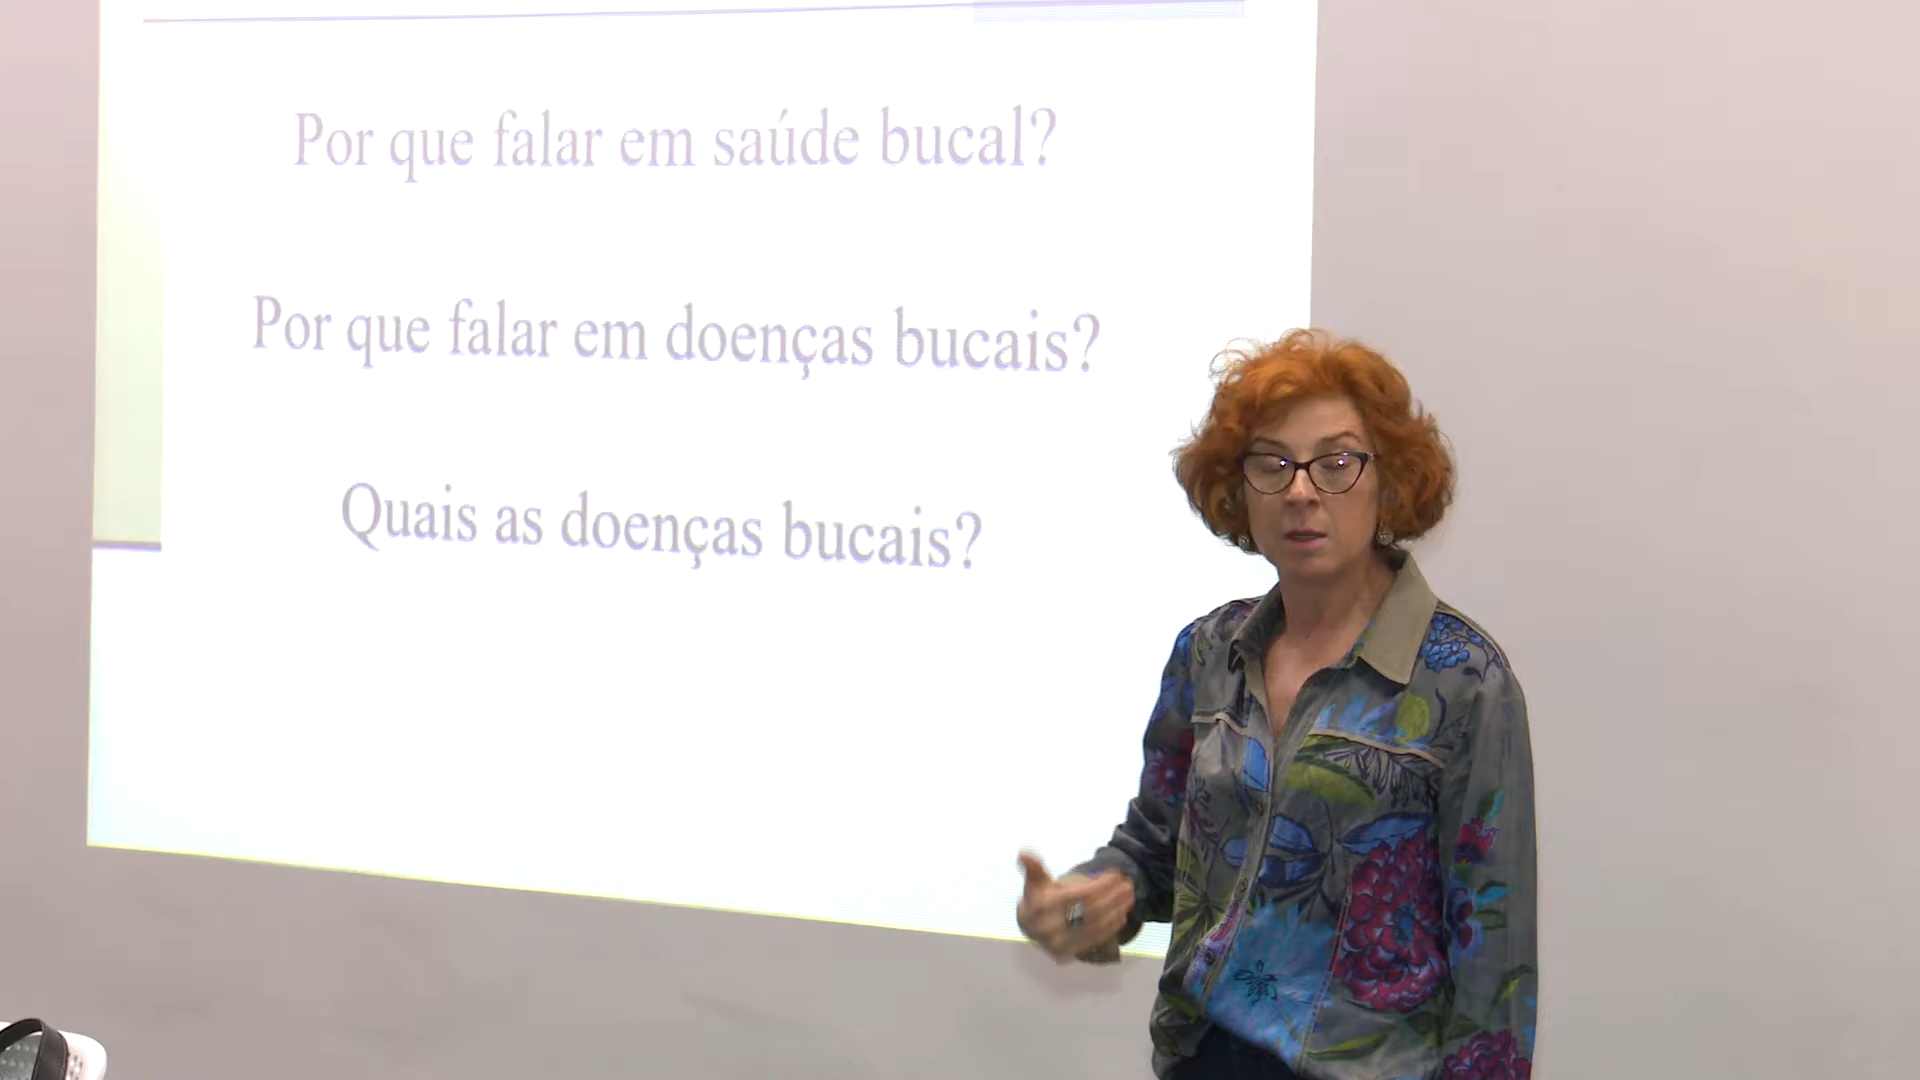 Por que falar em saúde bucal?
Por que falar em doenças bucais?
Quais as doenças bucais?